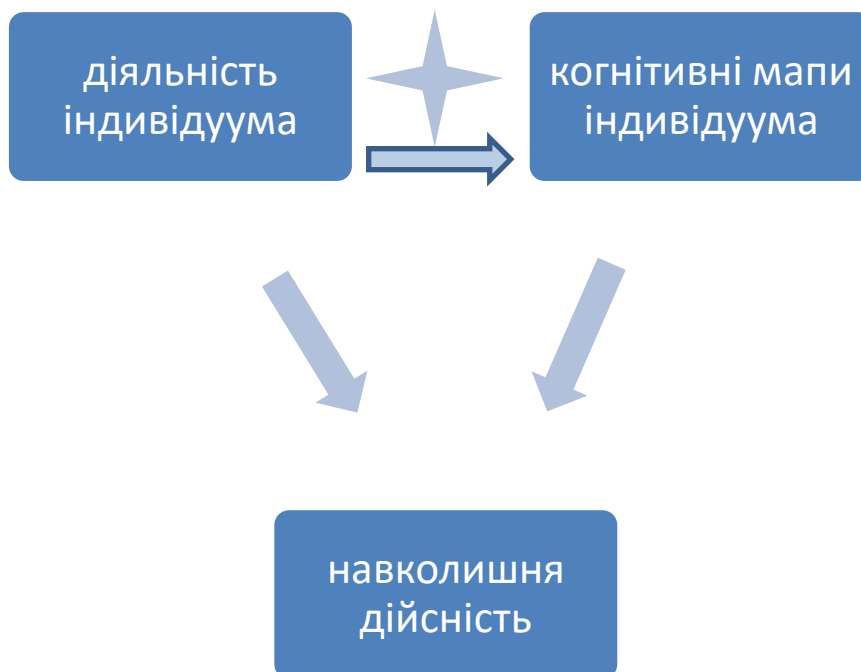 діяльність
індивідуума
когнітивні мапи
індивідуума
навколишня
дійсність